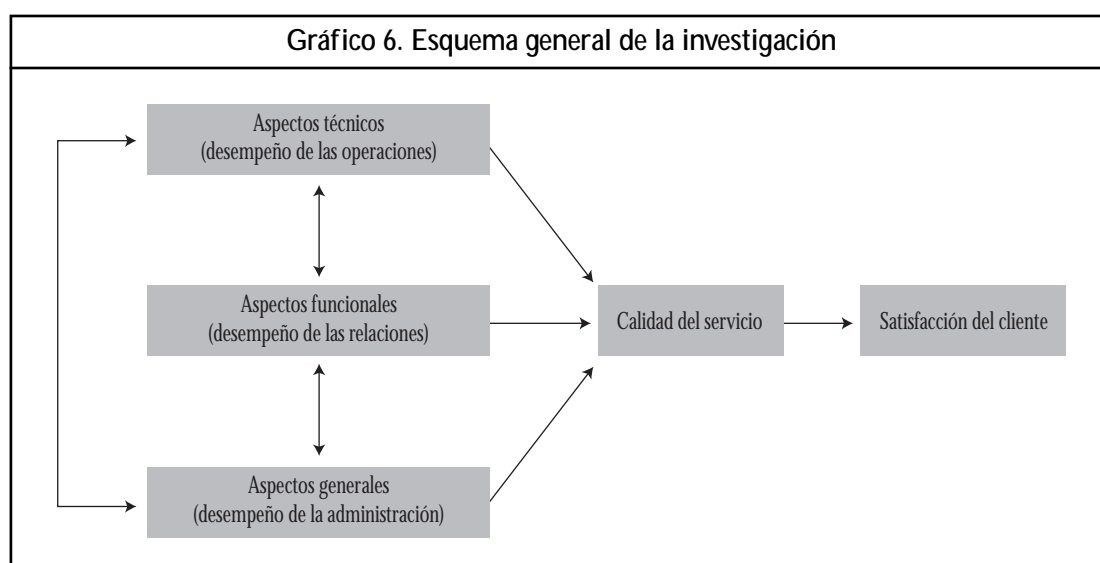 Gráfico 6. Esquema general de la investigación
Aspectos técnicos
(desempeño de las operaciones)
Aspectos funcionales
(desempeño de las relaciones)
Calidad del servicio
Satisfacción del cliente
Aspectos generales
(desempeño de la administración)